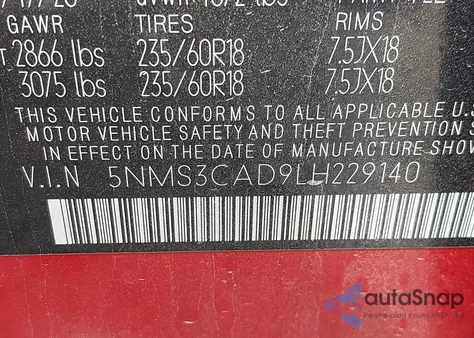 GAWR TIRES RIMS
2866 lbs 235/60R18 7.5JX18
3075 lbs 235/60R18 7.5JX18
THIS VEHICLE CONFORMS TO ALL APPLICABLE U.S
MOTOR VEHICLE SAFETY AND THEFT PREVENTION S
IN EFFECT ON THE DATE OF MANUFACTURE SHOW
V.I.N 5NMS3CAD9LH229140
autoSnap